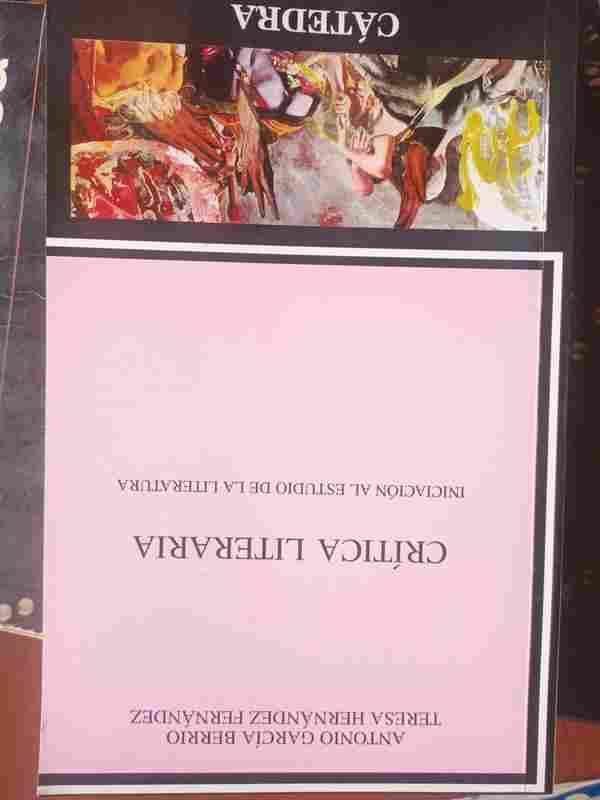 ANTONIO GARCÍA BERRIO
TERESA HERNÁNDEZ FERNÁNDEZ
CRÍTICA LITERARIA
INICIACIÓN AL ESTUDIO DE LA LITERATURA
CÁTEDRA